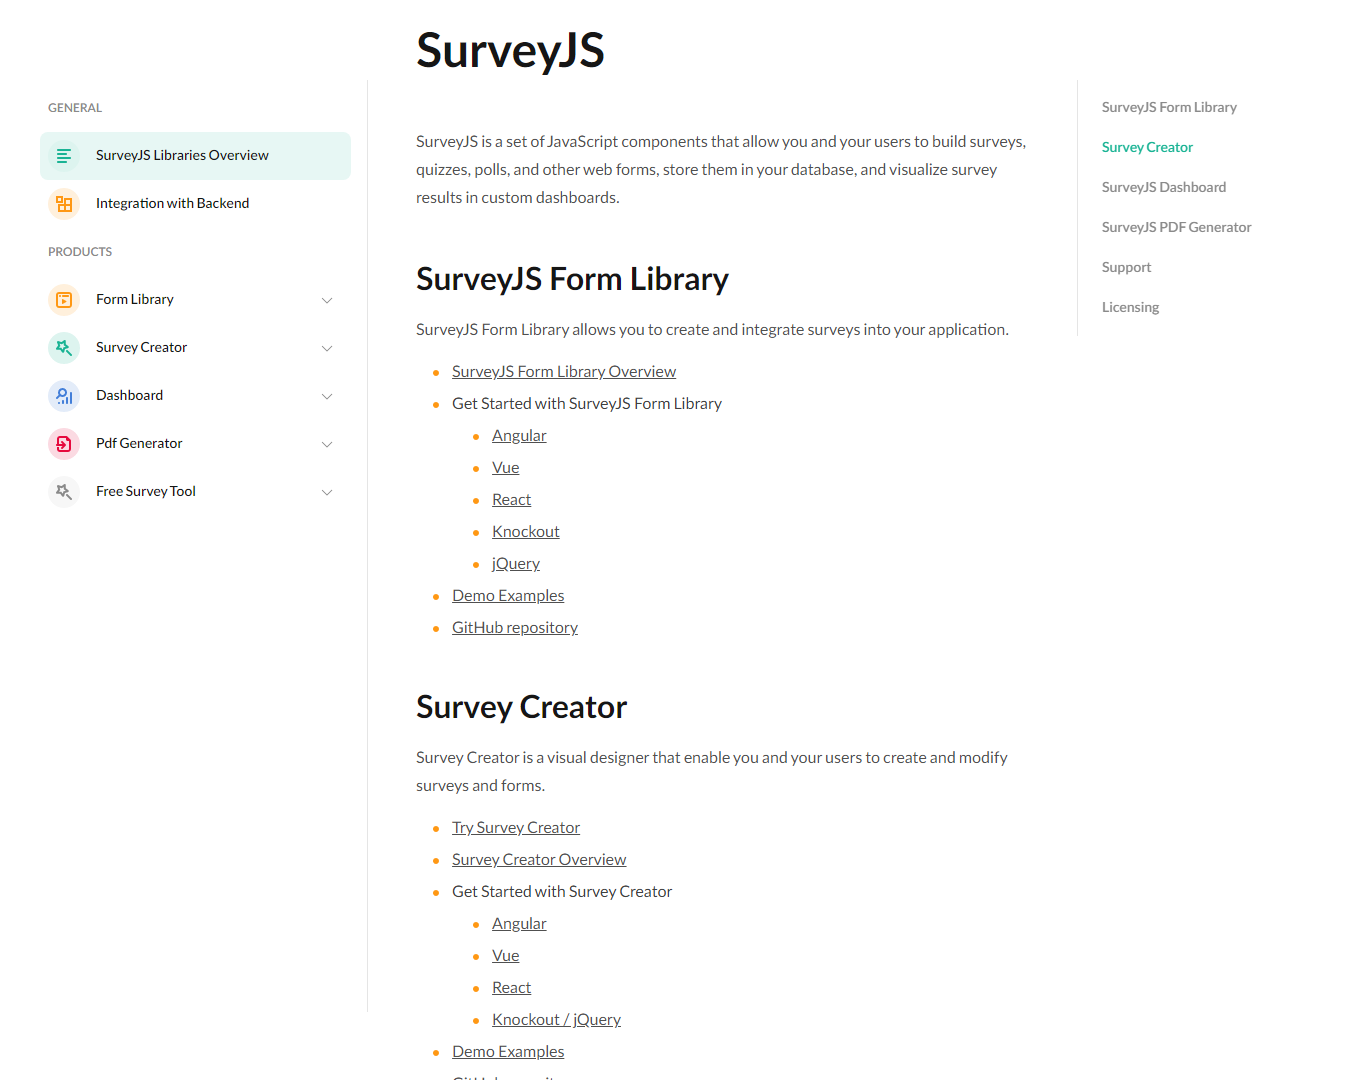 SurveyJS
GENERAL
SurveyJS Libraries Overview
Integration with Backend
PRODUCTS
Form Library
Survey Creator
Dashboard
Pdf Generator
Free Survey Tool
SurveyJS is a set of JavaScript components that allow you and your users to build surveys,
quizzes, polls, and other web forms, store them in your database, and visualize survey
results in custom dashboards.
SurveyJS Form Library
SurveyJS Form Library allows you to create and integrate surveys into your application.
SurveyJS Form Library Overview
Get Started with SurveyJS Form Library
Angular
Vue
React
Knockout
jQuery
Demo Examples
GitHub repository
Survey Creator
Survey Creator is a visual designer that enable you and your users to create and modify
surveys and forms.
Try Survey Creator
Survey Creator Overview
Get Started with Survey Creator
Angular
Vue
React
Knockout / jQuery
Demo Examples
SurveyJS Form Library
Survey Creator
SurveyJS Dashboard
SurveyJS PDF Generator
Support
Licensing